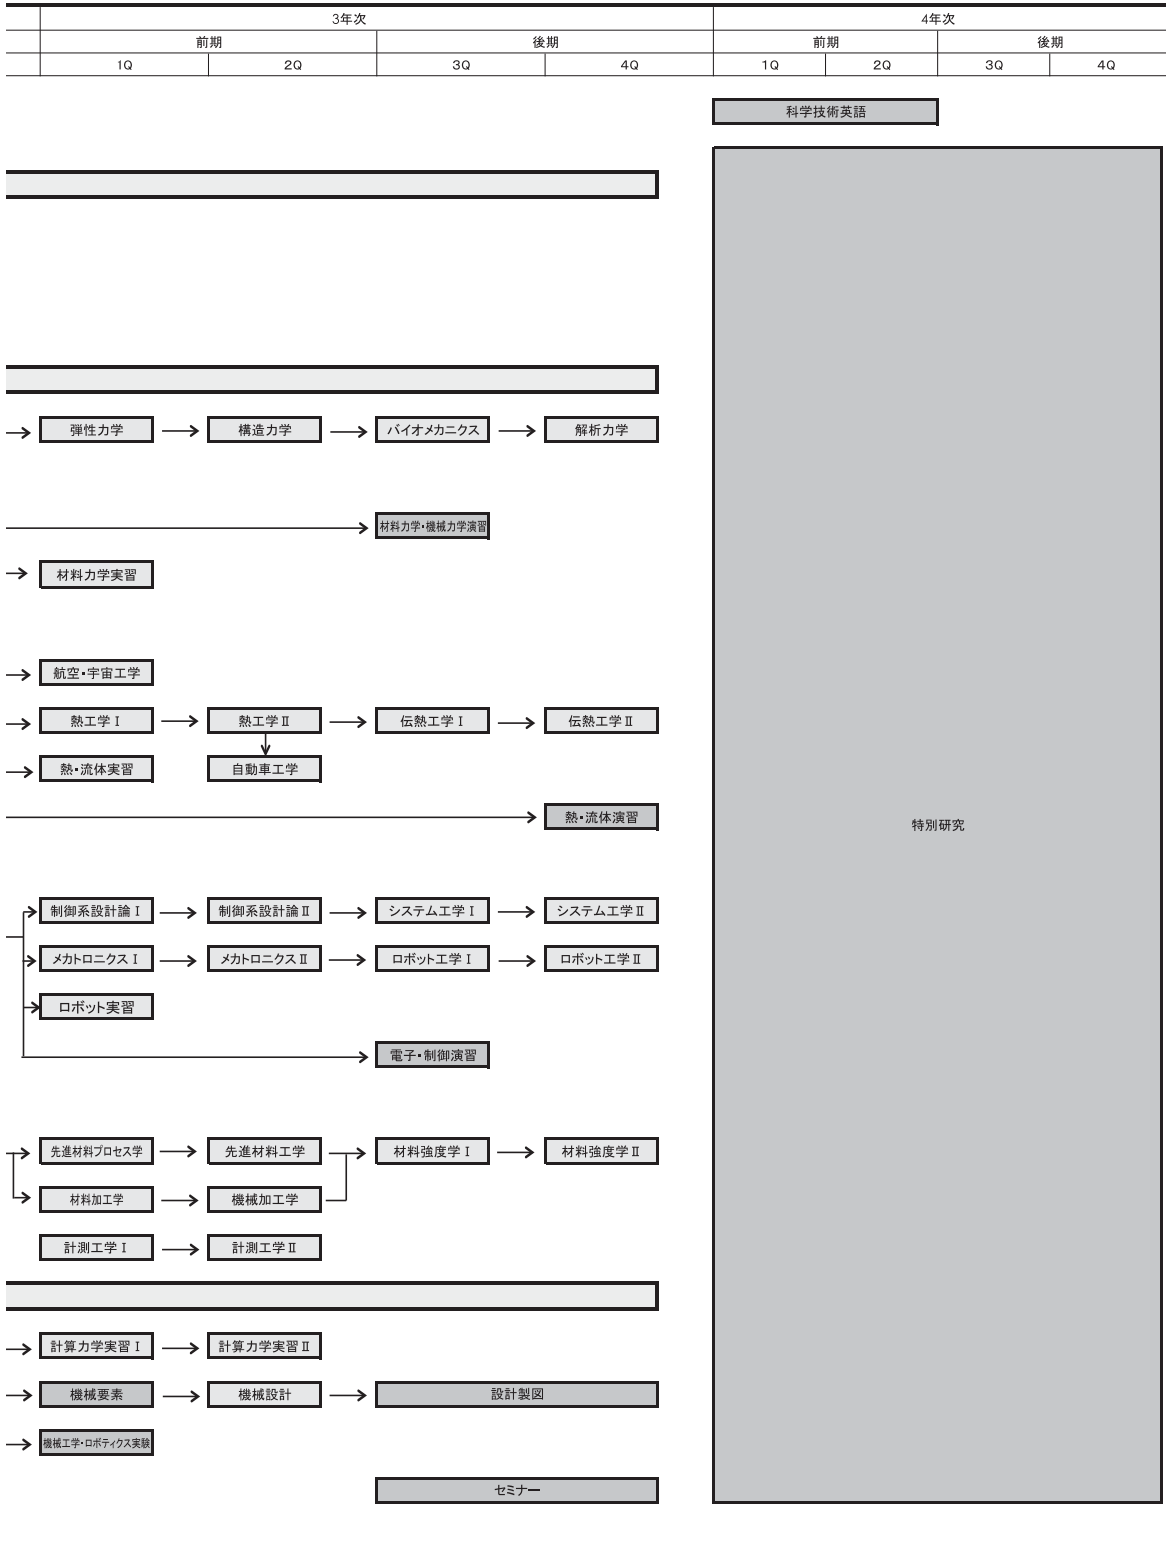 3年次 4年次
前期 後期 前期 後期
1Q 2Q 3Q 4Q 1Q 2Q 3Q 4Q
科学技術英語
弾性力学 構造力学 バイオメカニクス 解析力学
材料力学・機械力学演習
材料力学実習
航空・宇宙工学
熱工学Ⅰ 熱工学Ⅱ 伝熱工学Ⅰ 伝熱工学Ⅱ
熱・流体実習 自動車工学
熱・流体演習
特別研究
制御系設計論Ⅰ 制御系設計論Ⅱ システム工学Ⅰ システム工学Ⅱ
メカトロニクスⅠ メカトロニクスⅡ ロボット工学Ⅰ ロボット工学Ⅱ
ロボット実習
電子・制御演習
先進材料プロセス学 先進材料工学 材料強度学Ⅰ 材料強度学Ⅱ
材料加工学 機械加工学
計測工学Ⅰ 計測工学Ⅱ
計算力学実習Ⅰ 計算力学実習Ⅱ
機械要素 機械設計 設計製図
機械工学・ロボティクス実験
セミナー